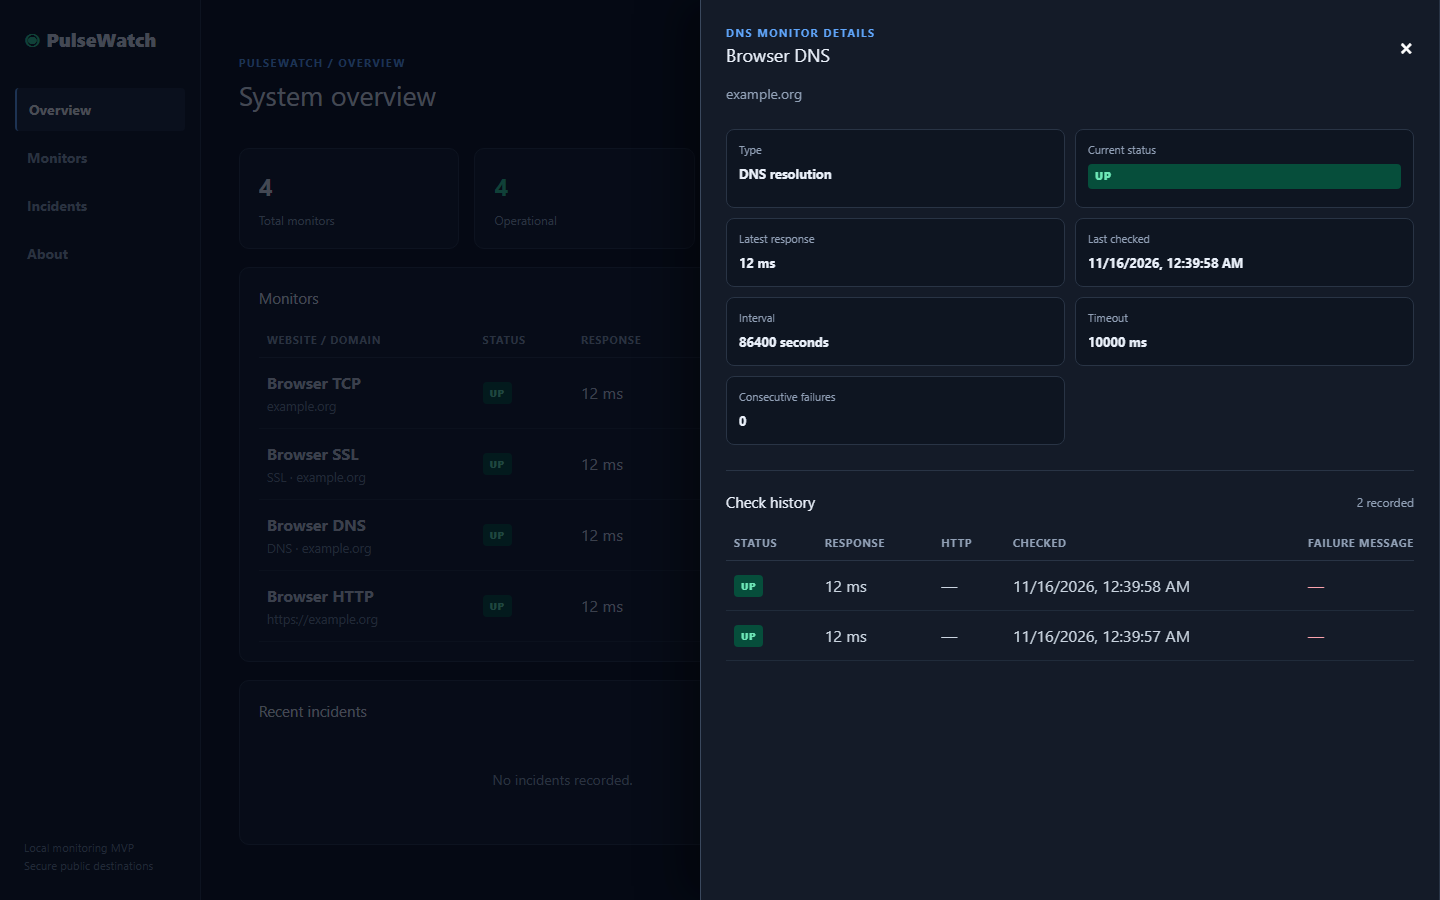 PulseWatch
Overview
Monitors
Incidents
About
Local monitoring MVP
Secure public destinations
PULSEWATCH / OVERVIEW
System overview
4
Total monitors
4
Operational
Monitors
WEBSITE / DOMAIN STATUS RESPONSE
Browser TCP
example.org
UP 12 ms
Browser SSL
SSL · example.org
UP 12 ms
Browser DNS
DNS · example.org
UP 12 ms
Browser HTTP
https://example.org
UP 12 ms
Recent incidents
No incidents recorded.
DNS MONITOR DETAILS
Browser DNS
×
example.org
Type
DNS resolution
Current status
UP
Latest response
12 ms
Last checked
11/16/2026, 12:39:58 AM
Interval
86400 seconds
Timeout
10000 ms
Consecutive failures
0
Check history 2 recorded
STATUS RESPONSE HTTP CHECKED FAILURE MESSAGE
UP 12 ms — 11/16/2026, 12:39:58 AM —
UP 12 ms — 11/16/2026, 12:39:57 AM —